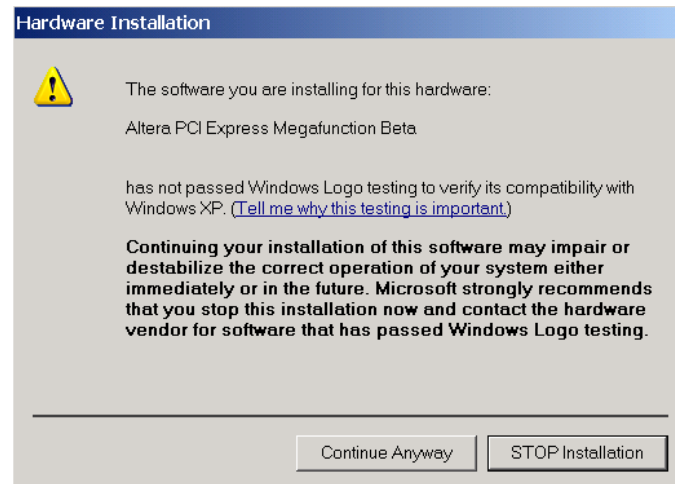 Hardware Installation
The software you are installing for this hardware:
Altera PCI Express Megafunction Beta
has not passed Windows Logo testing to verify its compatibility with
Windows XP. (Tell me why this testing is important.)
Continuing your installation of this software may impair or
destabilize the correct operation of your system either
immediately or in the future. Microsoft strongly recommends
that you stop this installation now and contact the hardware
vendor for software that has passed Windows Logo testing.
Continue Anyway STOP Installation